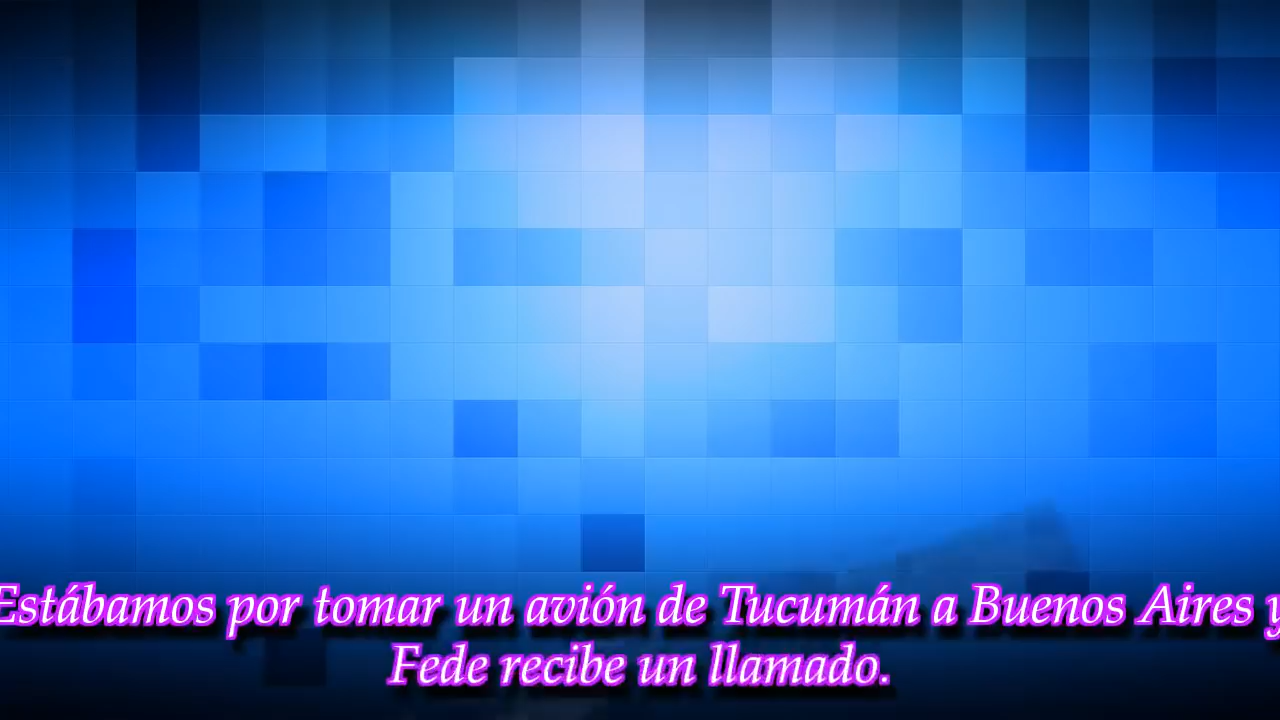 Estábamos por tomar un avión de Tucumán a Buenos Aires y
Fede recibe un llamado.